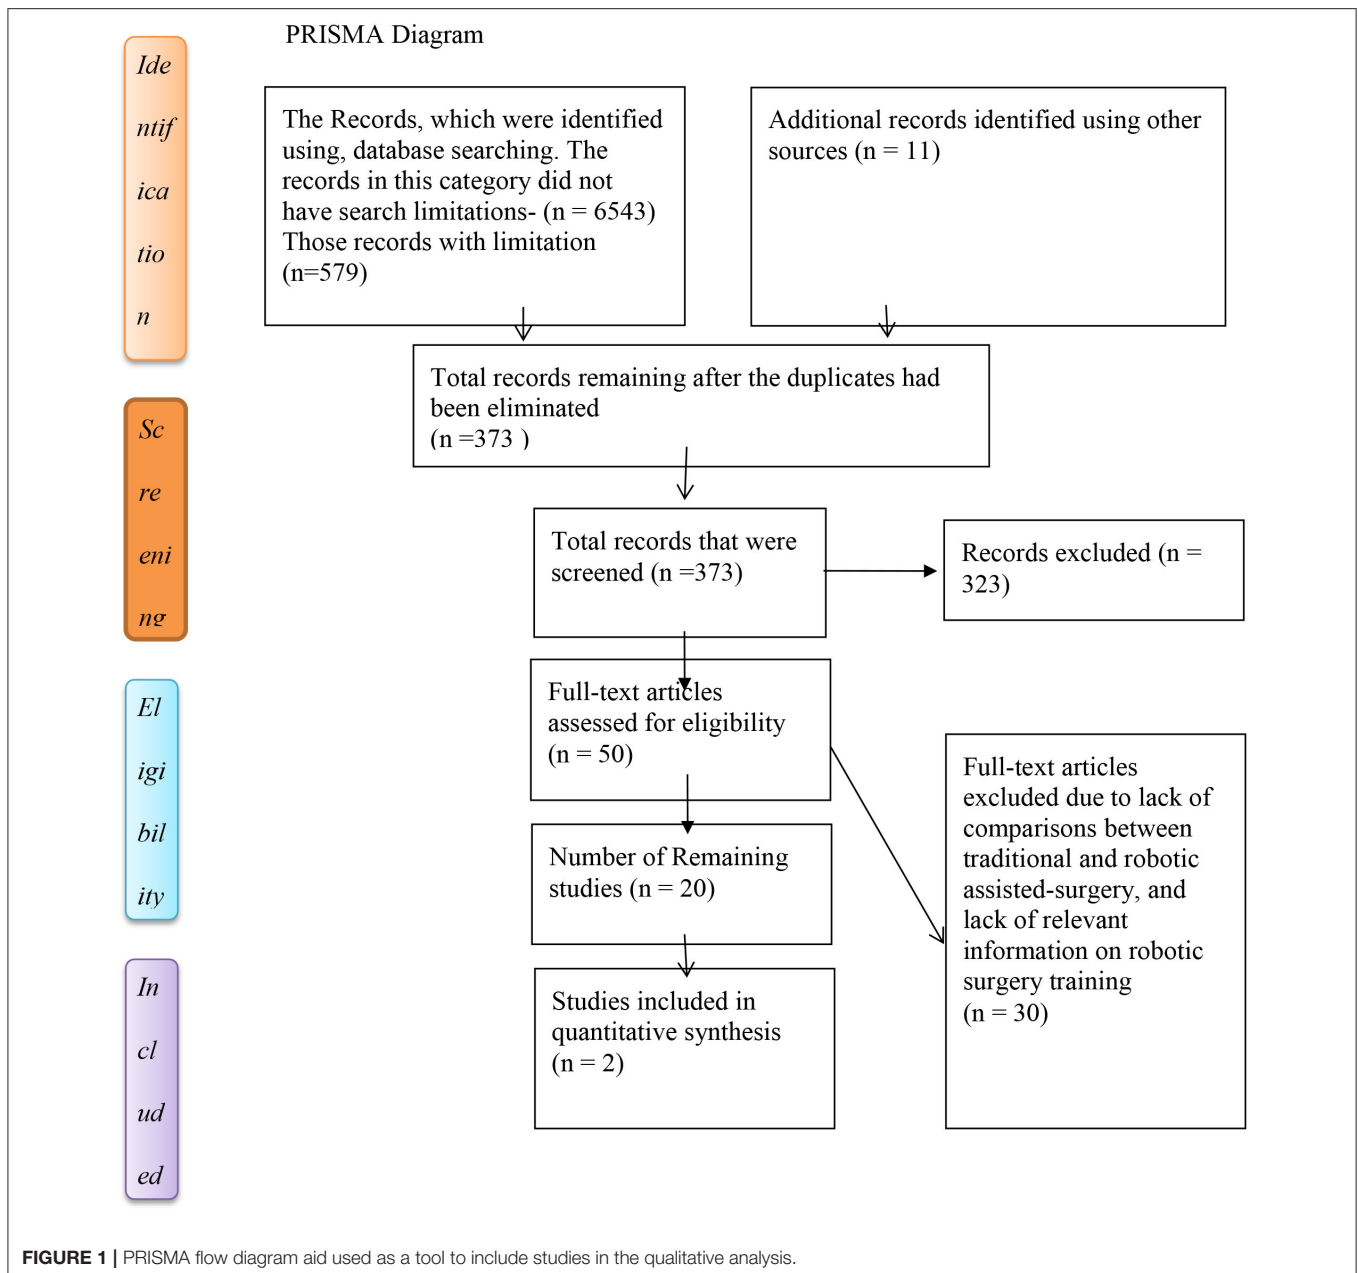 PRISMA Diagram
Ide
ntif
ica
tio
n
The Records, which were identified
using, database searching. The
records in this category did not
have search limitations- (n = 6543)
Those records with limitation
(n=579)
Additional records identified using other
sources (n = 11)
Total records remaining after the duplicates had
been eliminated
(n =373 )
Sc
re
eni
ng
Total records that were
screened (n =373)
Records excluded (n =
323)
El
igi
bil
ity
Full-text articles
assessed for eligibility
(n = 50)
Full-text articles
excluded due to lack of
comparisons between
traditional and robotic
assisted-surgery, and
lack of relevant
information on robotic
surgery training
(n = 30)
Number of Remaining
studies (n = 20)
In
cl
ud
ed
Studies included in
quantitative synthesis
(n = 2)
FIGURE 1 | PRISMA flow diagram aid used as a tool to include studies in the qualitative analysis.